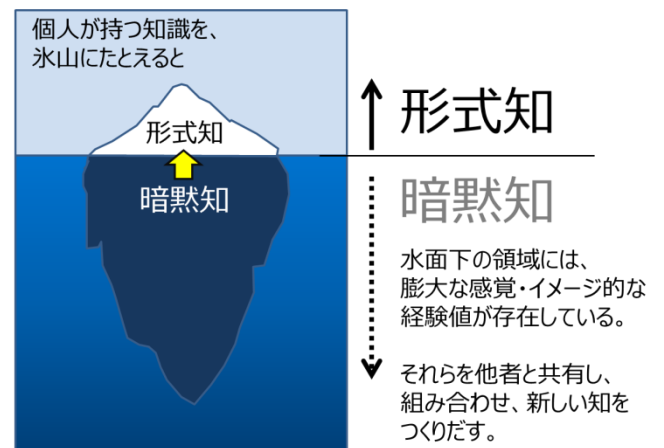 個人が持つ知識を、
氷山にたとえると
形式知
暗黙知
形式知
暗黙知
水面下の領域には、
膨大な感覚・イメージ的な
経験値が存在している。
それらを他者と共有し、
組み合わせ、新しい知を
つくりだす。